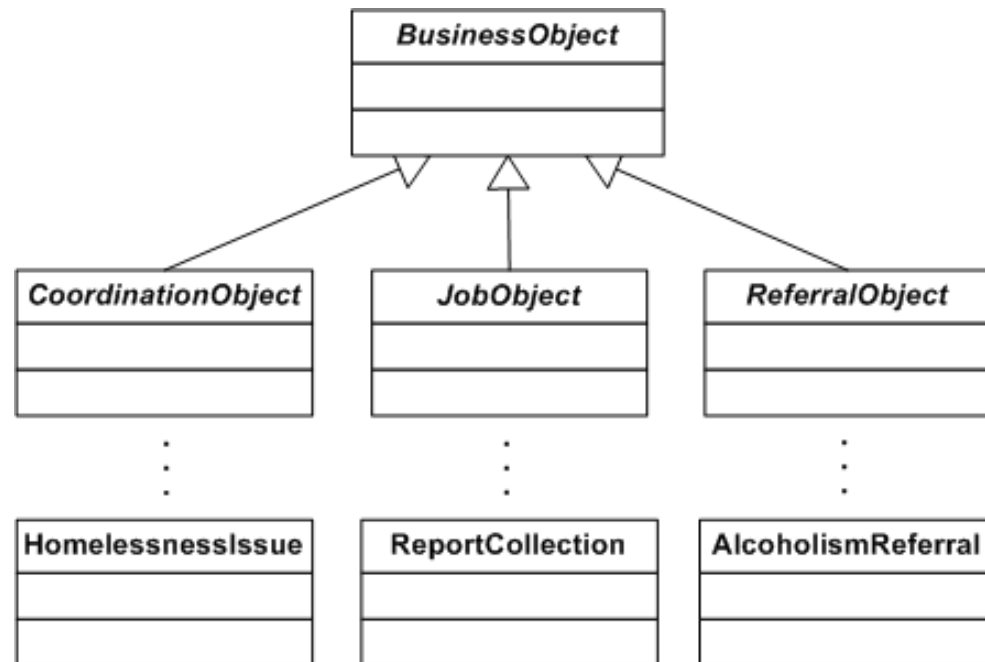 BusinessObject
CoordinationObject
JobObject
ReferralObject
HomelessnessIssue
ReportCollection
AlcoholismReferral